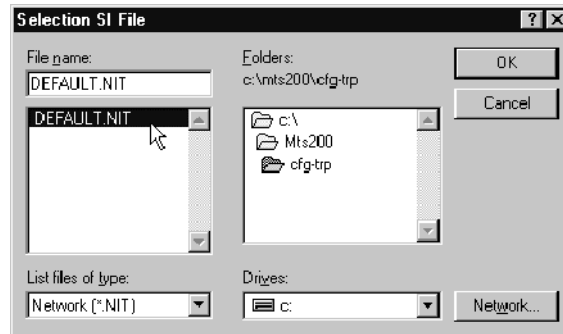 Selection SI File
File name:
DEFAULT.NIT
DEFAULT.NIT
List files of type:
Network (*.NIT)
Folders:
c:\mts200\cfg-trp
c:\
Mts200
cfg-trp
Drives:
c:
OK
Cancel
Network...